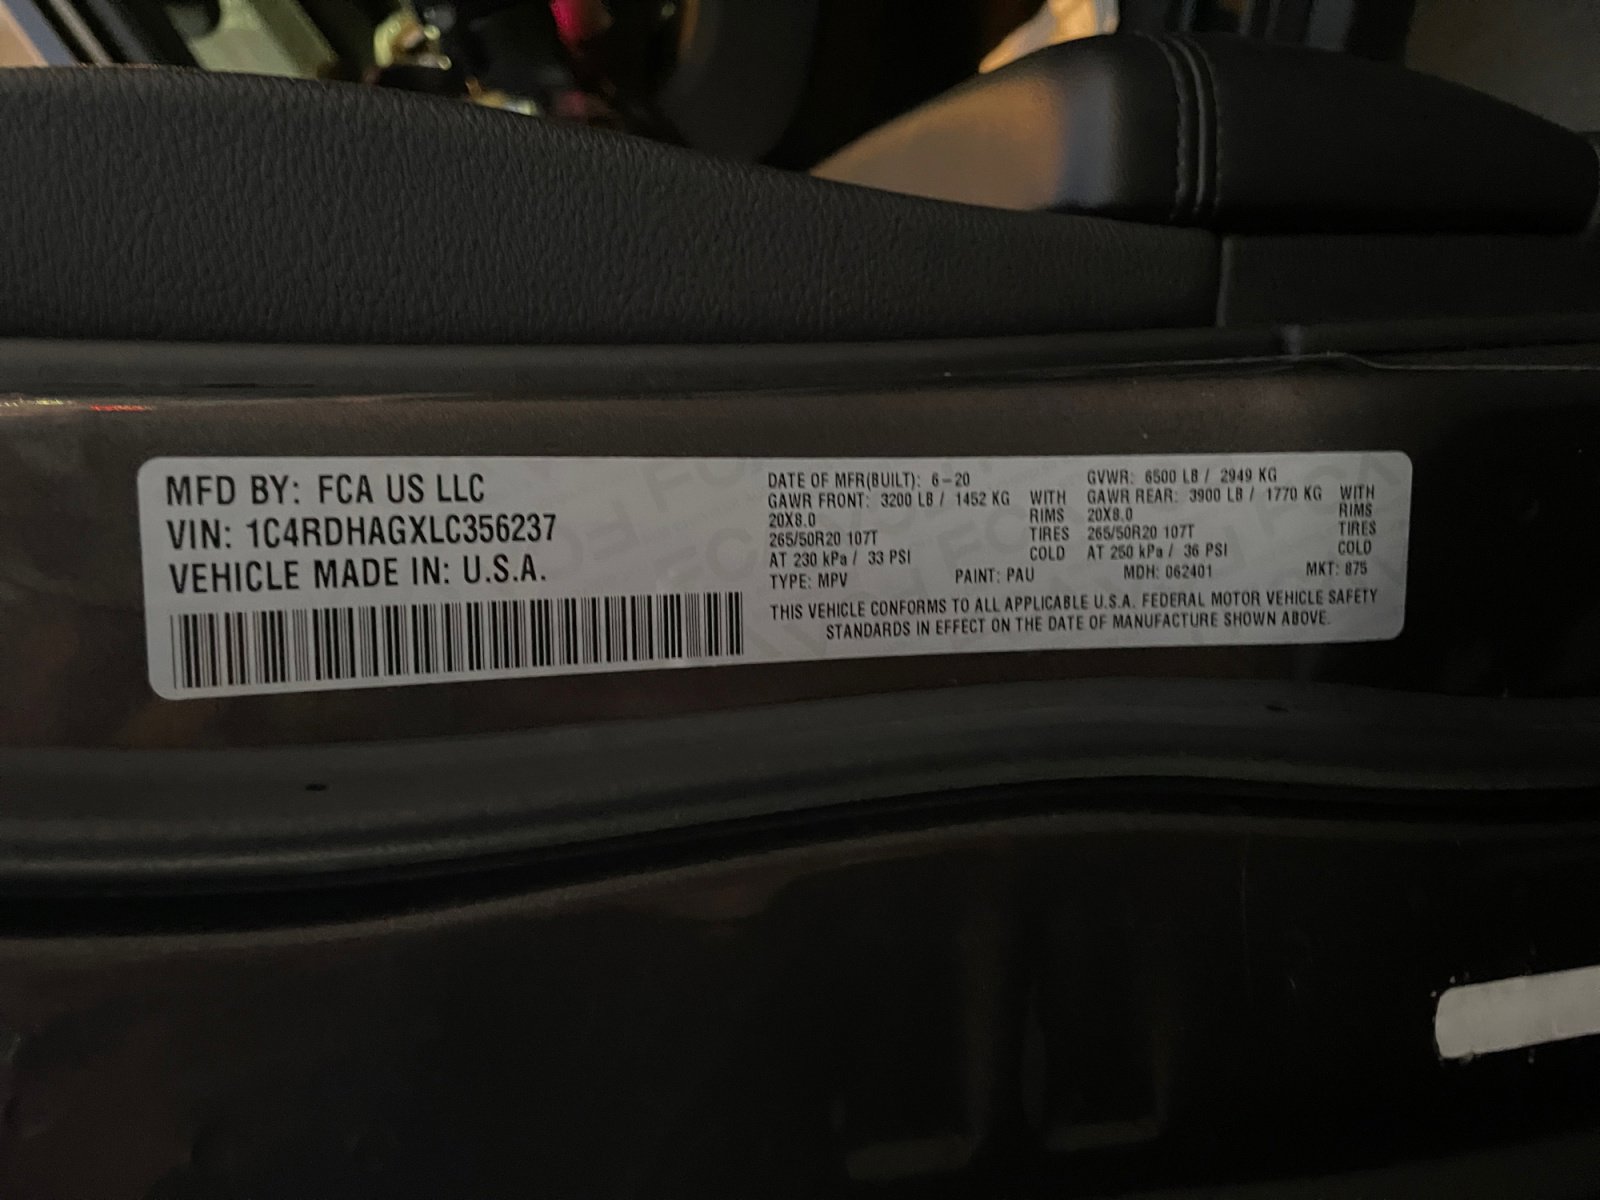 MFD BY: FCA US LLC
VIN: 1C4RDHAGXLC356237
VEHICLE MADE IN: U.S.A.
DATE OF MFR(BUILT): 6-20 GVWR: 6500 LB / 2949 KG
GAWR FRONT: 3200 LB / 1452 KG WITH GAWR REAR: 3900 LB / 1770 KG WITH
20X8.0 RIMS 20X8.0 RIMS
265/50R20 107T TIRES 265/50R20 107T TIRES
AT 230 kPa / 33 PSI COLD AT 250 kPa / 36 PSI COLD
TYPE: MPV PAINT: PAU MDH: 062401 MKT: 875
THIS VEHICLE CONFORMS TO ALL APPLICABLE U.S.A. FEDERAL MOTOR VEHICLE SAFETY
STANDARDS IN EFFECT ON THE DATE OF MANUFACTURE SHOWN ABOVE.